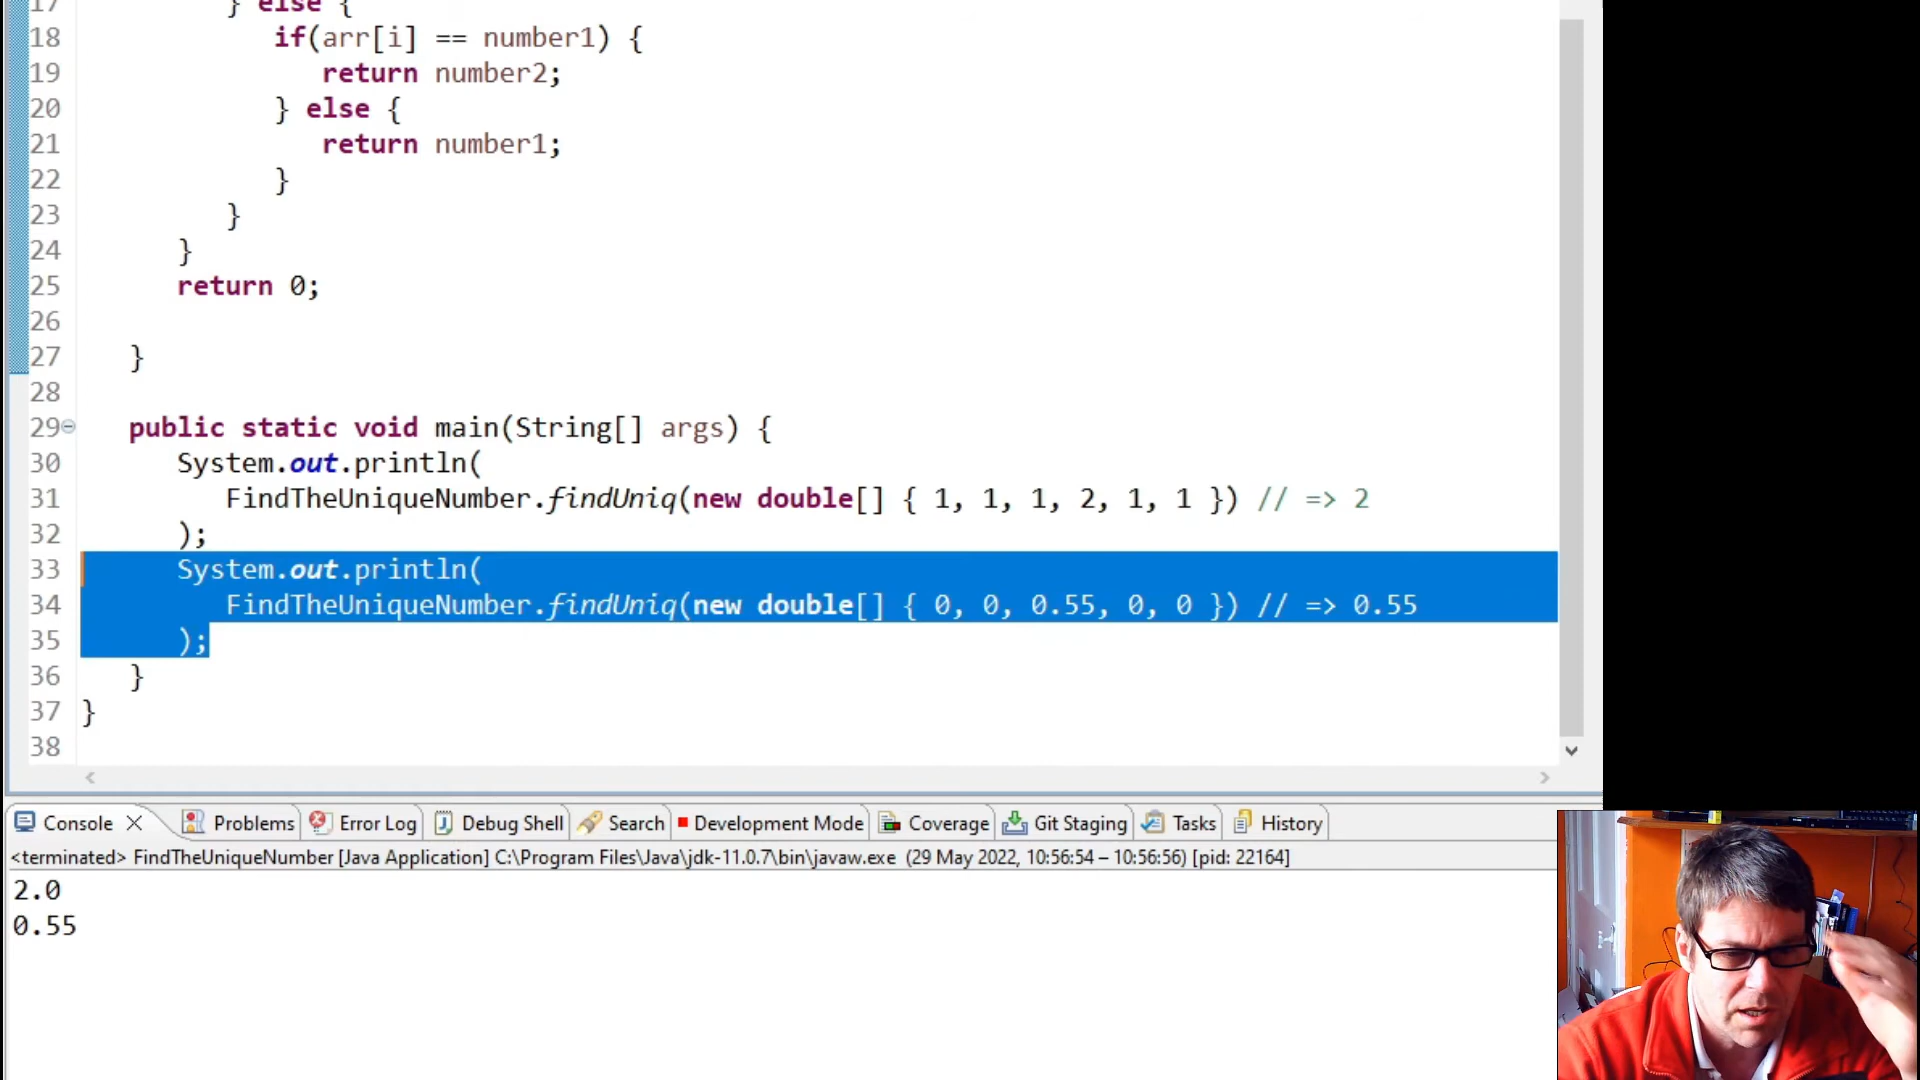 17 } else {
18 if(arr[i] == number1) {
19 return number2;
20 } else {
21 return number1;
22 }
23 }
24 }
25 return 0;
26
27 }
28
29 public static void main(String[] args) {
30 System.out.println(
31 FindTheUniqueNumber.findUniq(new double[] { 1, 1, 1, 2, 1, 1 }) // => 2
32 );
33 System.out.println(
34 FindTheUniqueNumber.findUniq(new double[] { 0, 0, 0.55, 0, 0 }) // => 0.55
35 );
36 }
37 }
38
Console Problems Error Log Debug Shell Search Development Mode Coverage Git Staging Tasks History
<terminated> FindTheUniqueNumber [Java Application] C:\Program Files\Java\jdk-11.0.7\bin\javaw.exe (29 May 2022, 10:56:54 – 10:56:56) [pid: 22164]
2.0
0.55